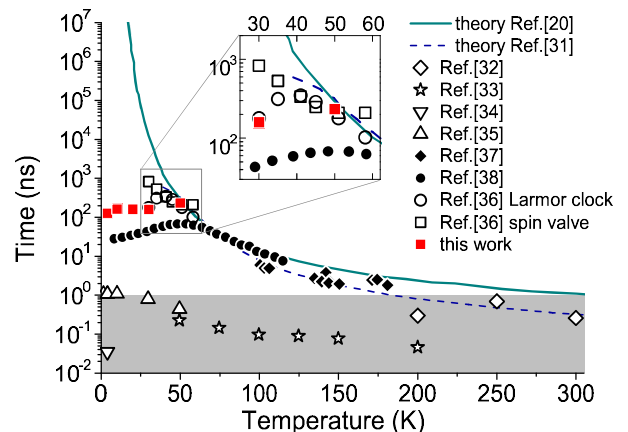 30 40 50 60
10^3
10^2
10^7
10^6
10^5
10^4
10^3
10^2
10^1
10^0
10^-1
10^-2
Time (ns)
0 50 100 150 200 250 300
Temperature (K)
theory Ref.[20]
theory Ref.[31]
Ref.[32]
Ref.[33]
Ref.[34]
Ref.[35]
Ref.[37]
Ref.[38]
Ref.[36] Larmor clock
Ref.[36] spin valve
this work